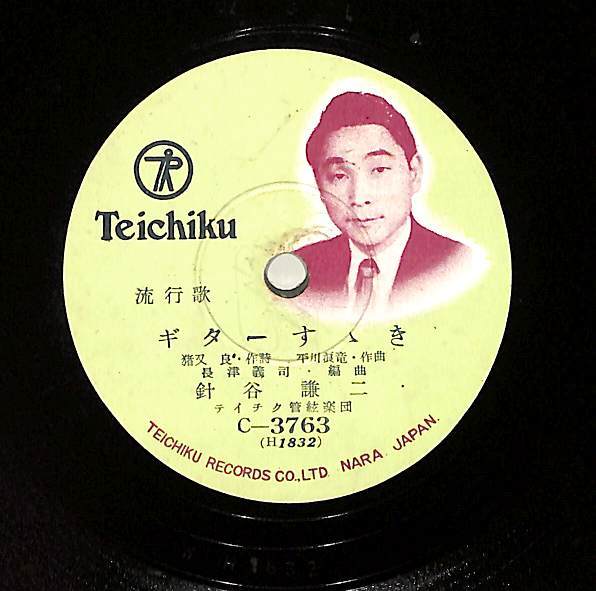 Teichiku
流行歌
ギターすゝき
猪又 良・作詩 平川浪竜・作曲
長津義司・編曲
針谷謙二
テイチク管絃楽団
C-3763
(H1832)
TEICHIKU RECORDS CO.,LTD. NARA. JAPAN.